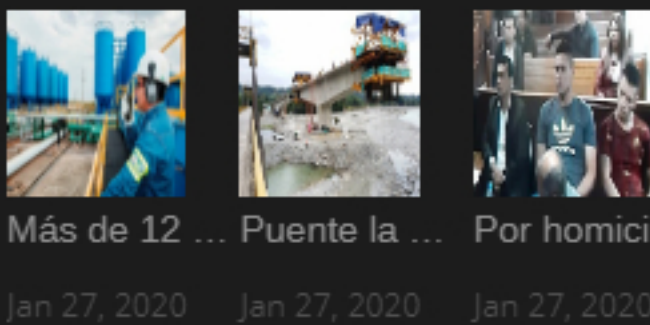 Más de 12 ...
Puente la ...
Por homici
Jan 27, 2020
Jan 27, 2020
Jan 27, 2020